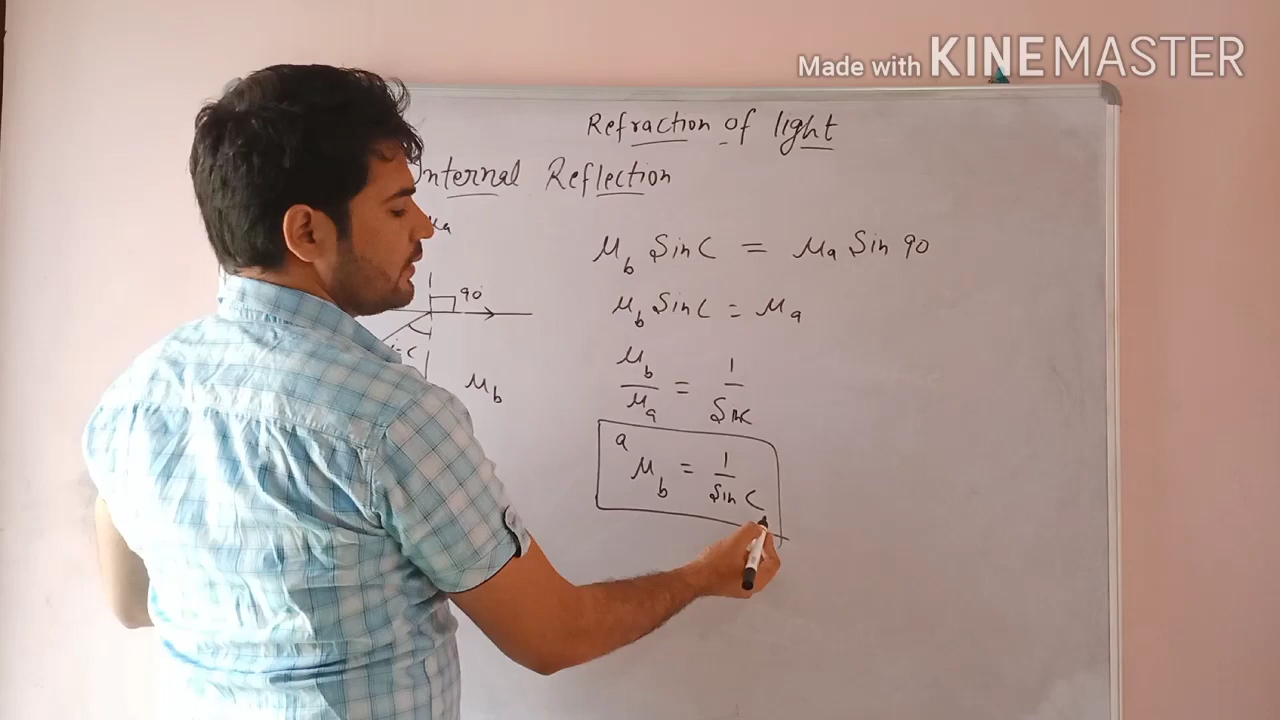 Made with KINEMASTER
Refraction of light
Internal Reflection
μa
μb Sin C = μa Sin 90
90°
μb Sin C = μa
i=C
μb
μb/μa = 1/Sin C
aμb = 1/Sin C